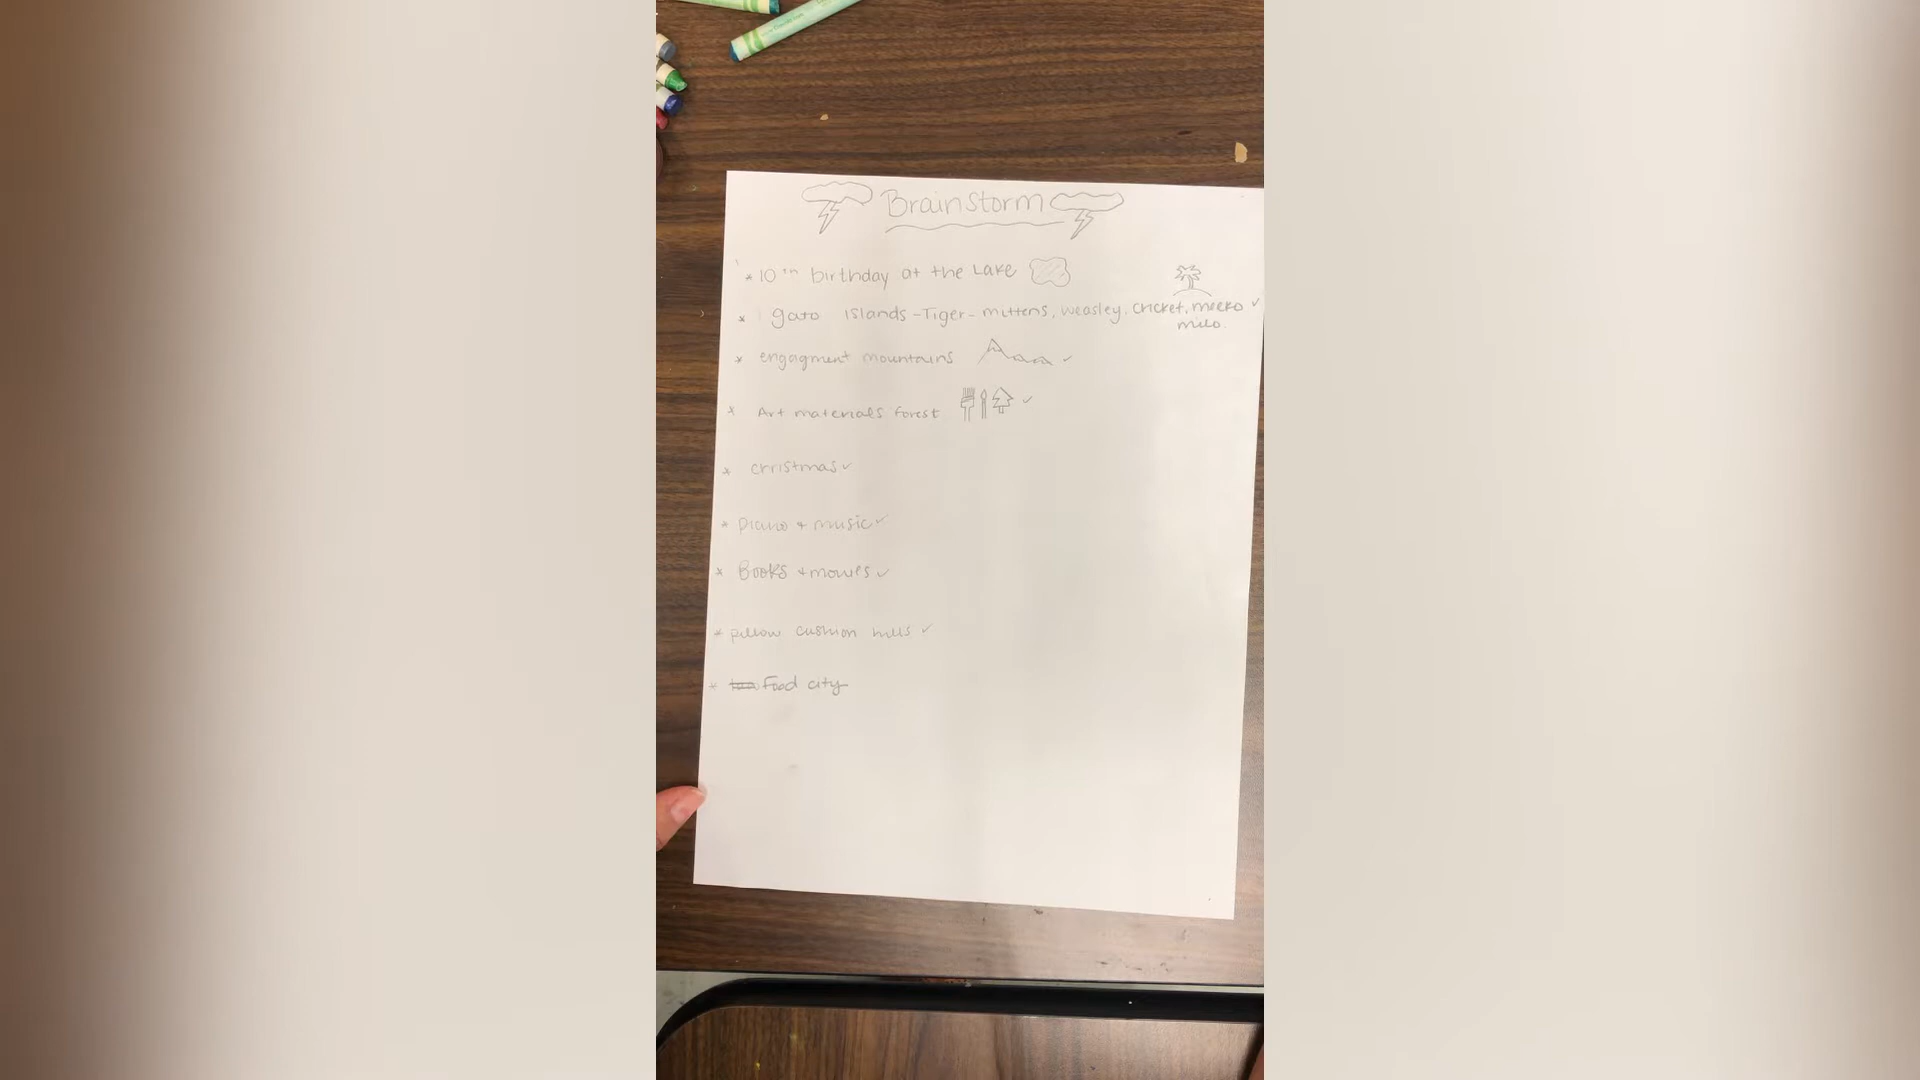 Brainstorm
* 10th birthday at the Lake
* gato islands - Tiger - mittens, weasley, cricket, meeko ✓
milo.
* engagment mountains ✓
* Art materials forest ✓
* christmas ✓
* piano + music ✓
* Books + movies ✓
* pillow cushion hills ✓
* Food city